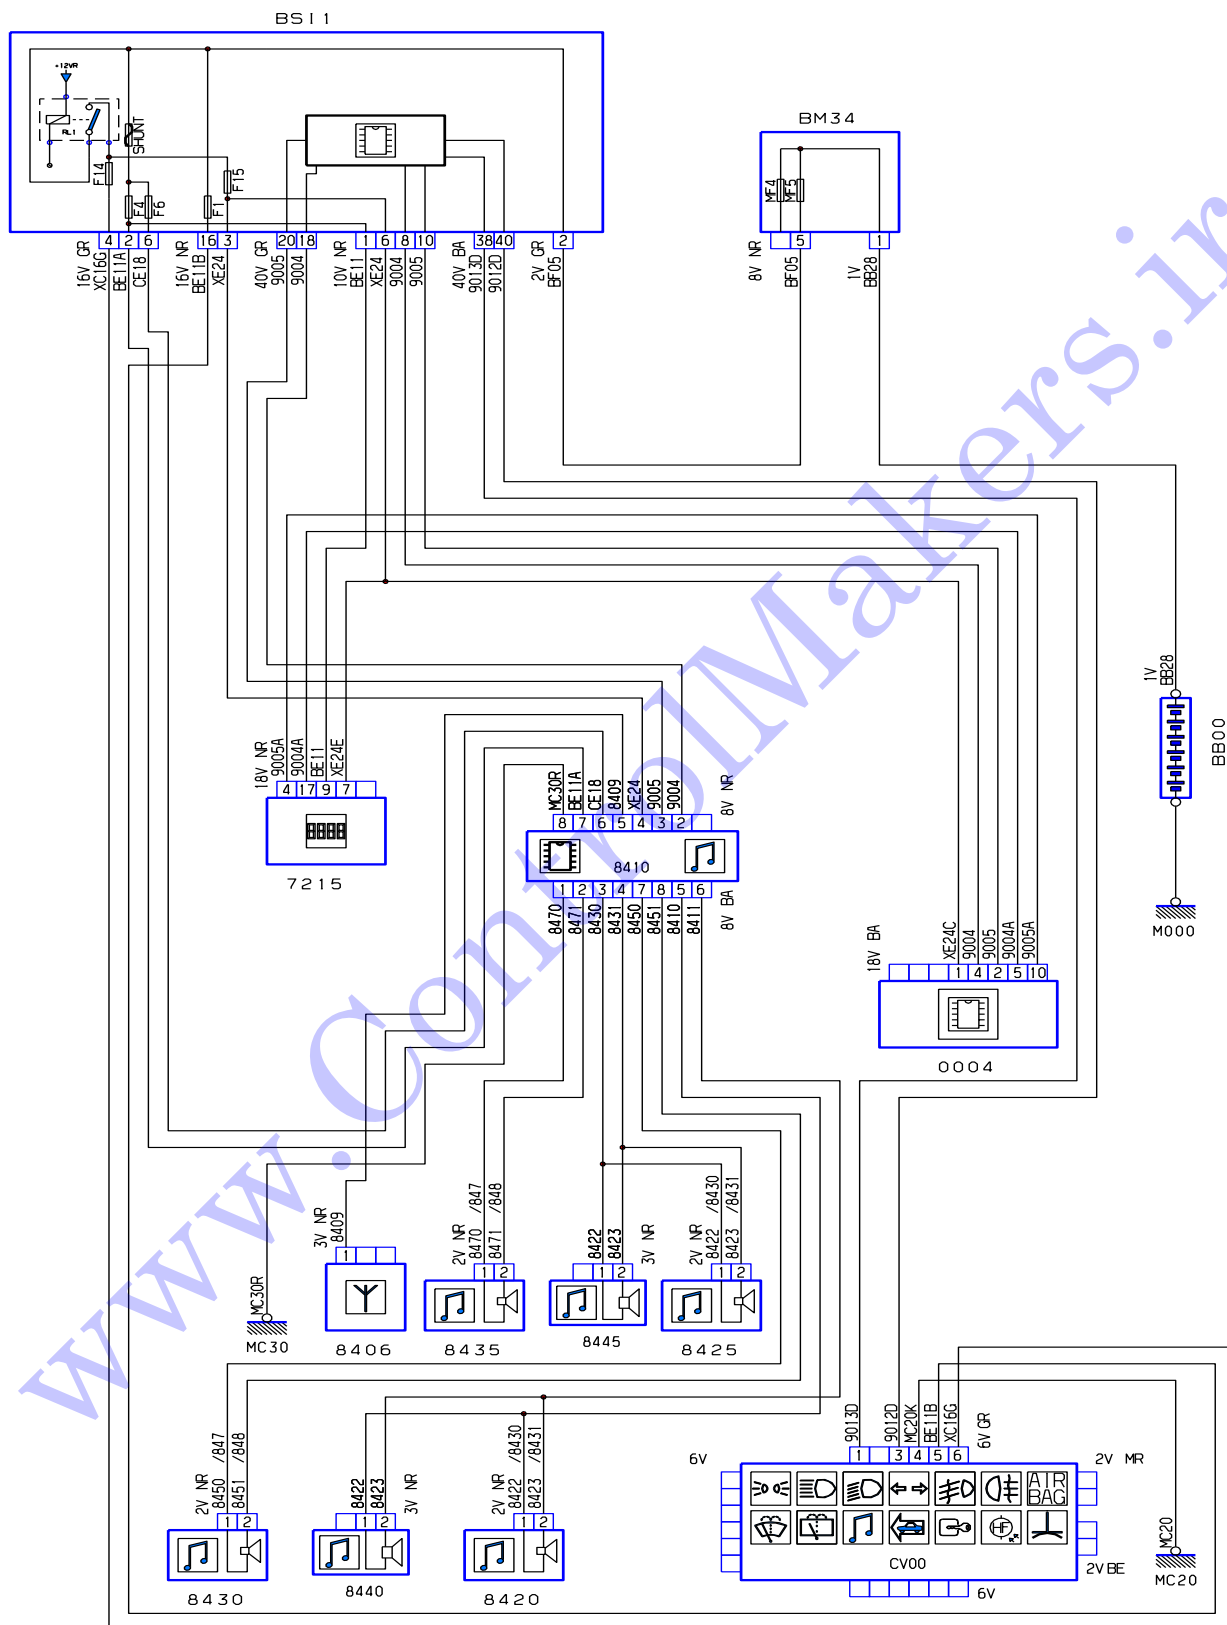 BSI1
+12VR
RL1
SHUNT
F14
F15
F4
F6
F1
4 2 6 16 3 20 18 1 6 8 10 38 40 2
16V GR
XC16G
BE11A
CE18
16V NR
BE11B
XE24
40V GR
9005
9004
10V NR
BE11
XE24
9004
9005
40V BA
9013D
9012D
2V GR
BF05
BM34
MF4
MF5
5 1
8V NR
BF05
1V
BB28
1V
BB28
BB00
M000
18V NR
9005A
9004A
BE11
XE24E
4 17 9 7
7215
MC30R
BE11A
CE18
8409
XE24
9005
9004
8V NR
8 7 6 5 4 3 2
8410
1 2 3 4 7 8 5 6
8470
8471
8430
8431
8450
8451
8410
8411
8V BA
18V BA
XE24C
9004
9005
9004A
9005A
1 4 2 5 10
0004
MC30R
MC30
3V NR
8409
1
8406
2V NR
8470 /847
8471 /848
1 2
8435
8422
8423
3V NR
1 2
8445
2V NR
8422 /8430
8423 /8431
1 2
8425
2V NR
8450 /847
8451 /848
1 2
8430
8422
8423
3V NR
1 2
8440
2V NR
8422 /8430
8423 /8431
1 2
8420
9013D
9012D
MC20K
BE11B
XC16G
6V GR
6V
1 3 4 5 6
2V MR
AIR
BAG
HF
CV00
2V BE
6V
MC20
MC20
www.ControlMakers.ir